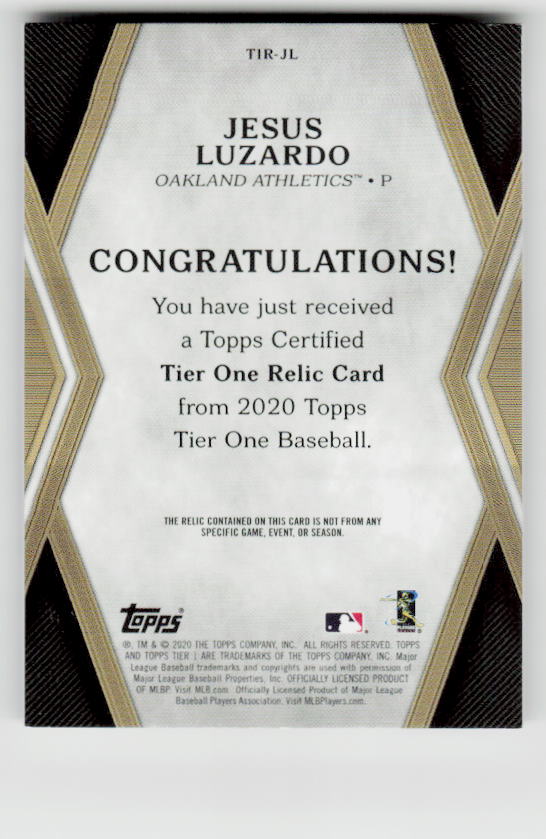 T1R-JL
JESUS
LUZARDO
OAKLAND ATHLETICS™ • P
CONGRATULATIONS!
You have just received
a Topps Certified
Tier One Relic Card
from 2020 Topps
Tier One Baseball.
THE RELIC CONTAINED ON THIS CARD IS NOT FROM ANY
SPECIFIC GAME, EVENT, OR SEASON.
topps®
®, TM & © 2020 THE TOPPS COMPANY, INC. ALL RIGHTS RESERVED. TOPPS
AND TOPPS TIER 1 ARE TRADEMARKS OF THE TOPPS COMPANY, INC. Major
League Baseball trademarks and copyrights are used with permission of
Major League Baseball Properties, Inc. OFFICIALLY LICENSED PRODUCT
OF MLBP. Visit MLB.com. Officially Licensed Product of Major League
Baseball Players Association. Visit MLBPlayers.com.